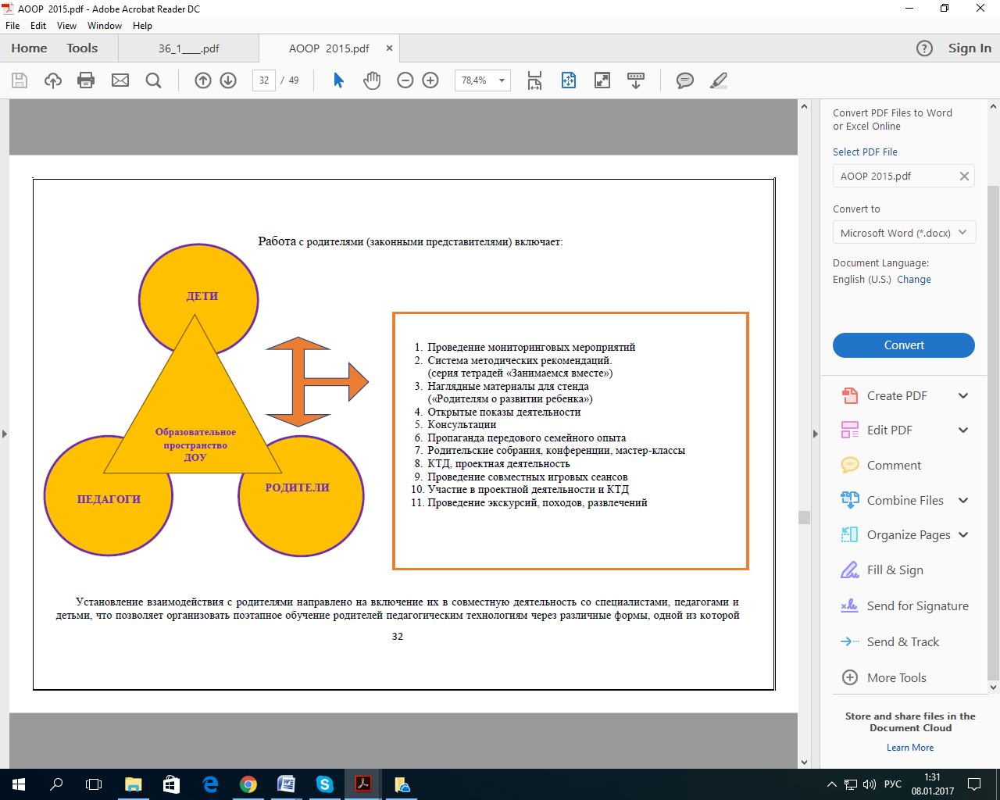 AOOP  2015.pdf - Adobe Acrobat Reader DC
File Edit View Window Help
Home Tools 36_1____.pdf AOOP  2015.pdf Sign In
32 / 49 78,4%
Работа с родителями (законными представителями) включает:
ДЕТИ
Образовательное
пространство
ДОУ
ПЕДАГОГИ
РОДИТЕЛИ
1. Проведение мониторинговых мероприятий
2. Система методических рекомендаций.
(серия тетрадей «Занимаемся вместе»)
3. Наглядные материалы для стенда
(«Родителям о развитии ребенка»)
4. Открытые показы деятельности
5. Консультации
6. Пропаганда передового семейного опыта
7. Родительские собрания, конференции, мастер-классы
8. КТД, проектная деятельность
9. Проведение совместных игровых сеансов
10. Участие в проектной деятельности и КТД
11. Проведение экскурсий, походов, развлечений
Установление взаимодействия с родителями направлено на включение их в совместную деятельность со специалистами, педагогами и
детьми, что позволяет организовать поэтапное обучение родителей педагогическим технологиям через различные формы, одной из которой
32
Convert PDF Files to Word
or Excel Online
Select PDF File
AOOP 2015.pdf
Convert to
Microsoft Word (*.docx)
Document Language:
English (U.S.) Change
Convert
Create PDF
Edit PDF
Comment
Combine Files
Organize Pages
Fill & Sign
Send for Signature
Send & Track
More Tools
Store and share files in the
Document Cloud
Learn More
РУС
1:31
08.01.2017